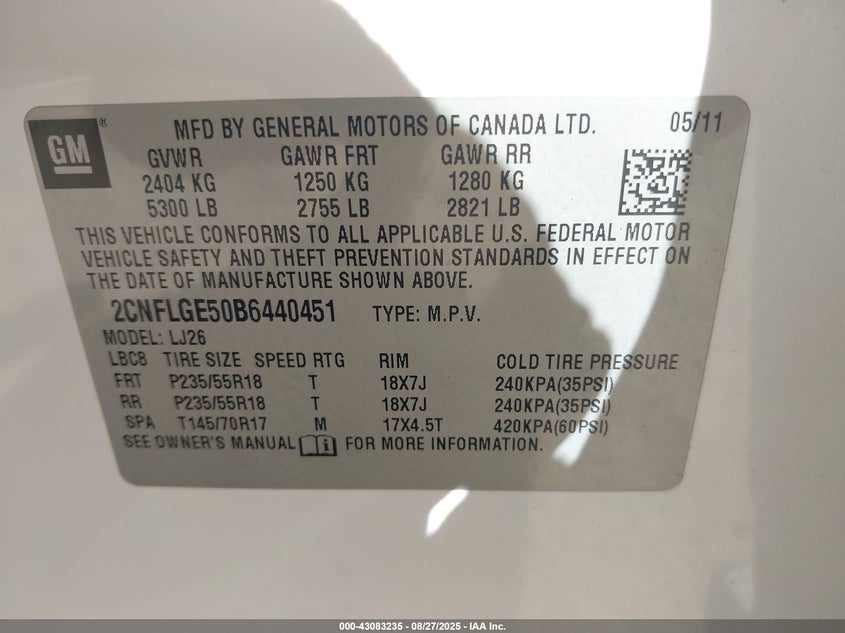 GM ® MFD BY GENERAL MOTORS OF CANADA LTD. 05/11
GVWR GAWR FRT GAWR RR
2404 KG 1250 KG 1280 KG
5300 LB 2755 LB 2821 LB
THIS VEHICLE CONFORMS TO ALL APPLICABLE U.S. FEDERAL MOTOR
VEHICLE SAFETY AND THEFT PREVENTION STANDARDS IN EFFECT ON
THE DATE OF MANUFACTURE SHOWN ABOVE.
2CNFLGE50B6440451 TYPE: M.P.V.
MODEL: LJ26
LBC8 TIRE SIZE SPEED RTG RIM COLD TIRE PRESSURE
FRT P235/55R18 T 18X7J 240KPA(35PSI)
RR P235/55R18 T 18X7J 240KPA(35PSI)
SPA T145/70R17 M 17X4.5T 420KPA(60PSI)
SEE OWNER'S MANUAL FOR MORE INFORMATION.
000-43083235 - 08/27/2025 - IAA Inc.